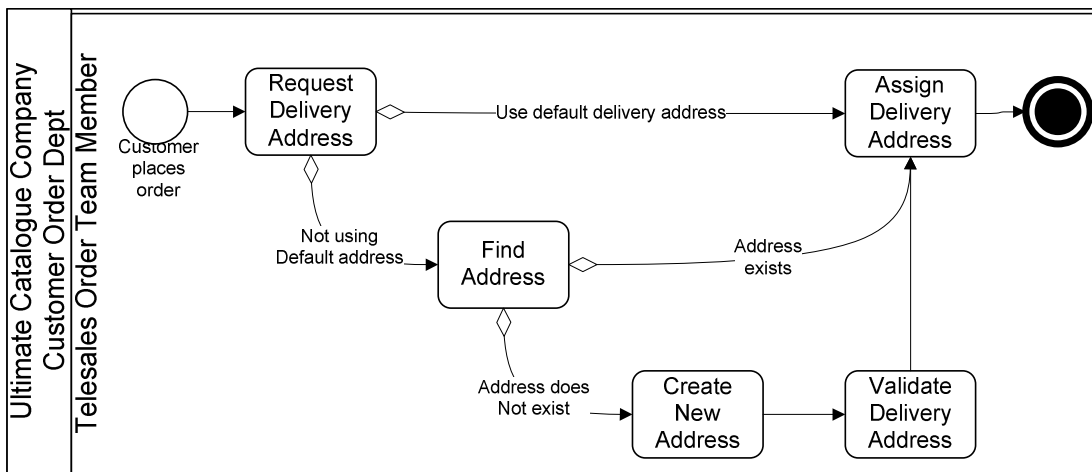 Ultimate Catalogue Company
Customer Order Dept
Telesales Order Team Member
Customer
places
order
Request
Delivery
Address
Use default delivery address
Assign
Delivery
Address
Not using
Default address
Find
Address
Address
exists
Address does
Not exist
Create
New
Address
Validate
Delivery
Address